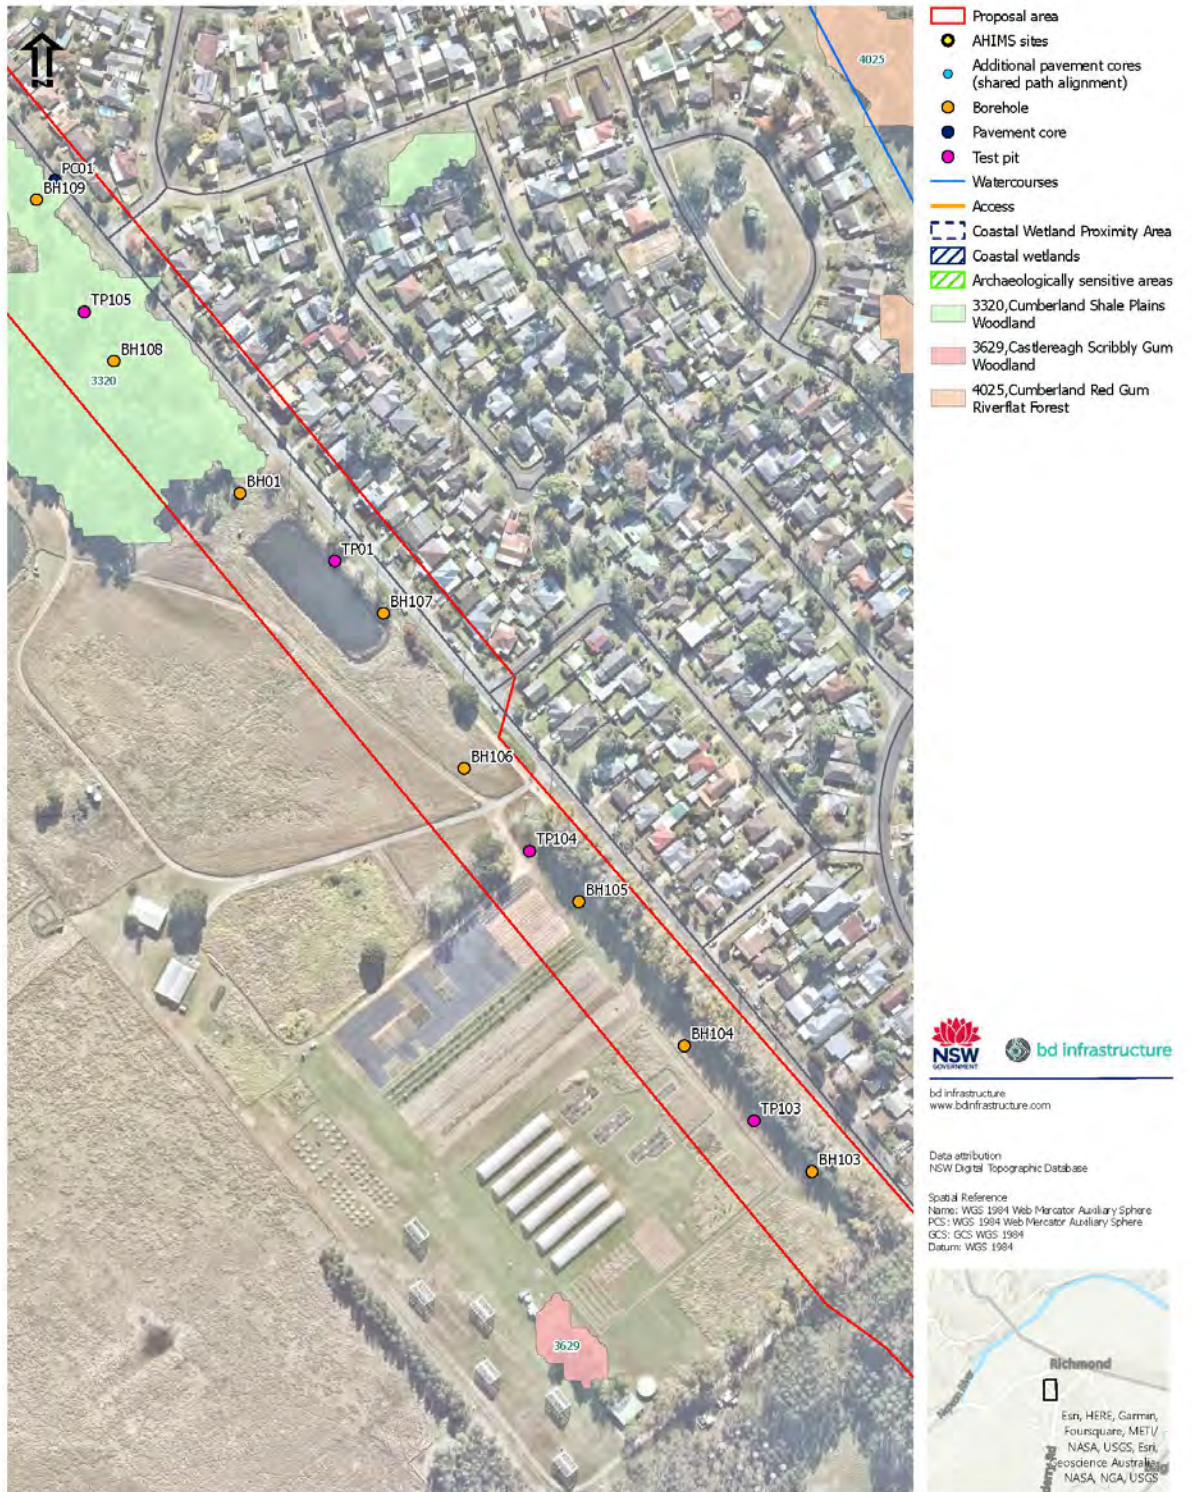 Proposal area
AHIMS sites
Additional pavement cores
(shared path alignment)
Borehole
Pavement core
Test pit
Watercourses
Access
Coastal Wetland Proximity Area
Coastal wetlands
Archaeologically sensitive areas
3320,Cumberland Shale Plains
Woodland
3629,Castlereagh Scribbly Gum
Woodland
4025,Cumberland Red Gum
Riverflat Forest
4025
PC01
BH109
TP105
BH108
3320
BH01
TP01
BH107
BH106
TP104
BH105
BH104
TP103
BH103
3629
NSW
GOVERNMENT
bd infrastructure
bd infrastructure
www.bdinfrastructure.com
Data attribution
NSW Digital Topographic Database
Spatial Reference
Name: WGS 1984 Web Mercator Auxiliary Sphere
PCS: WGS 1984 Web Mercator Auxiliary Sphere
GCS: GCS WGS 1984
Datum: WGS 1984
Richmond
Nepean River
Esri, HERE, Garmin,
Foursquare, METI/
NASA, USGS, Esri,
eoscience Australia,
NASA, NGA, USGS
derry Rd